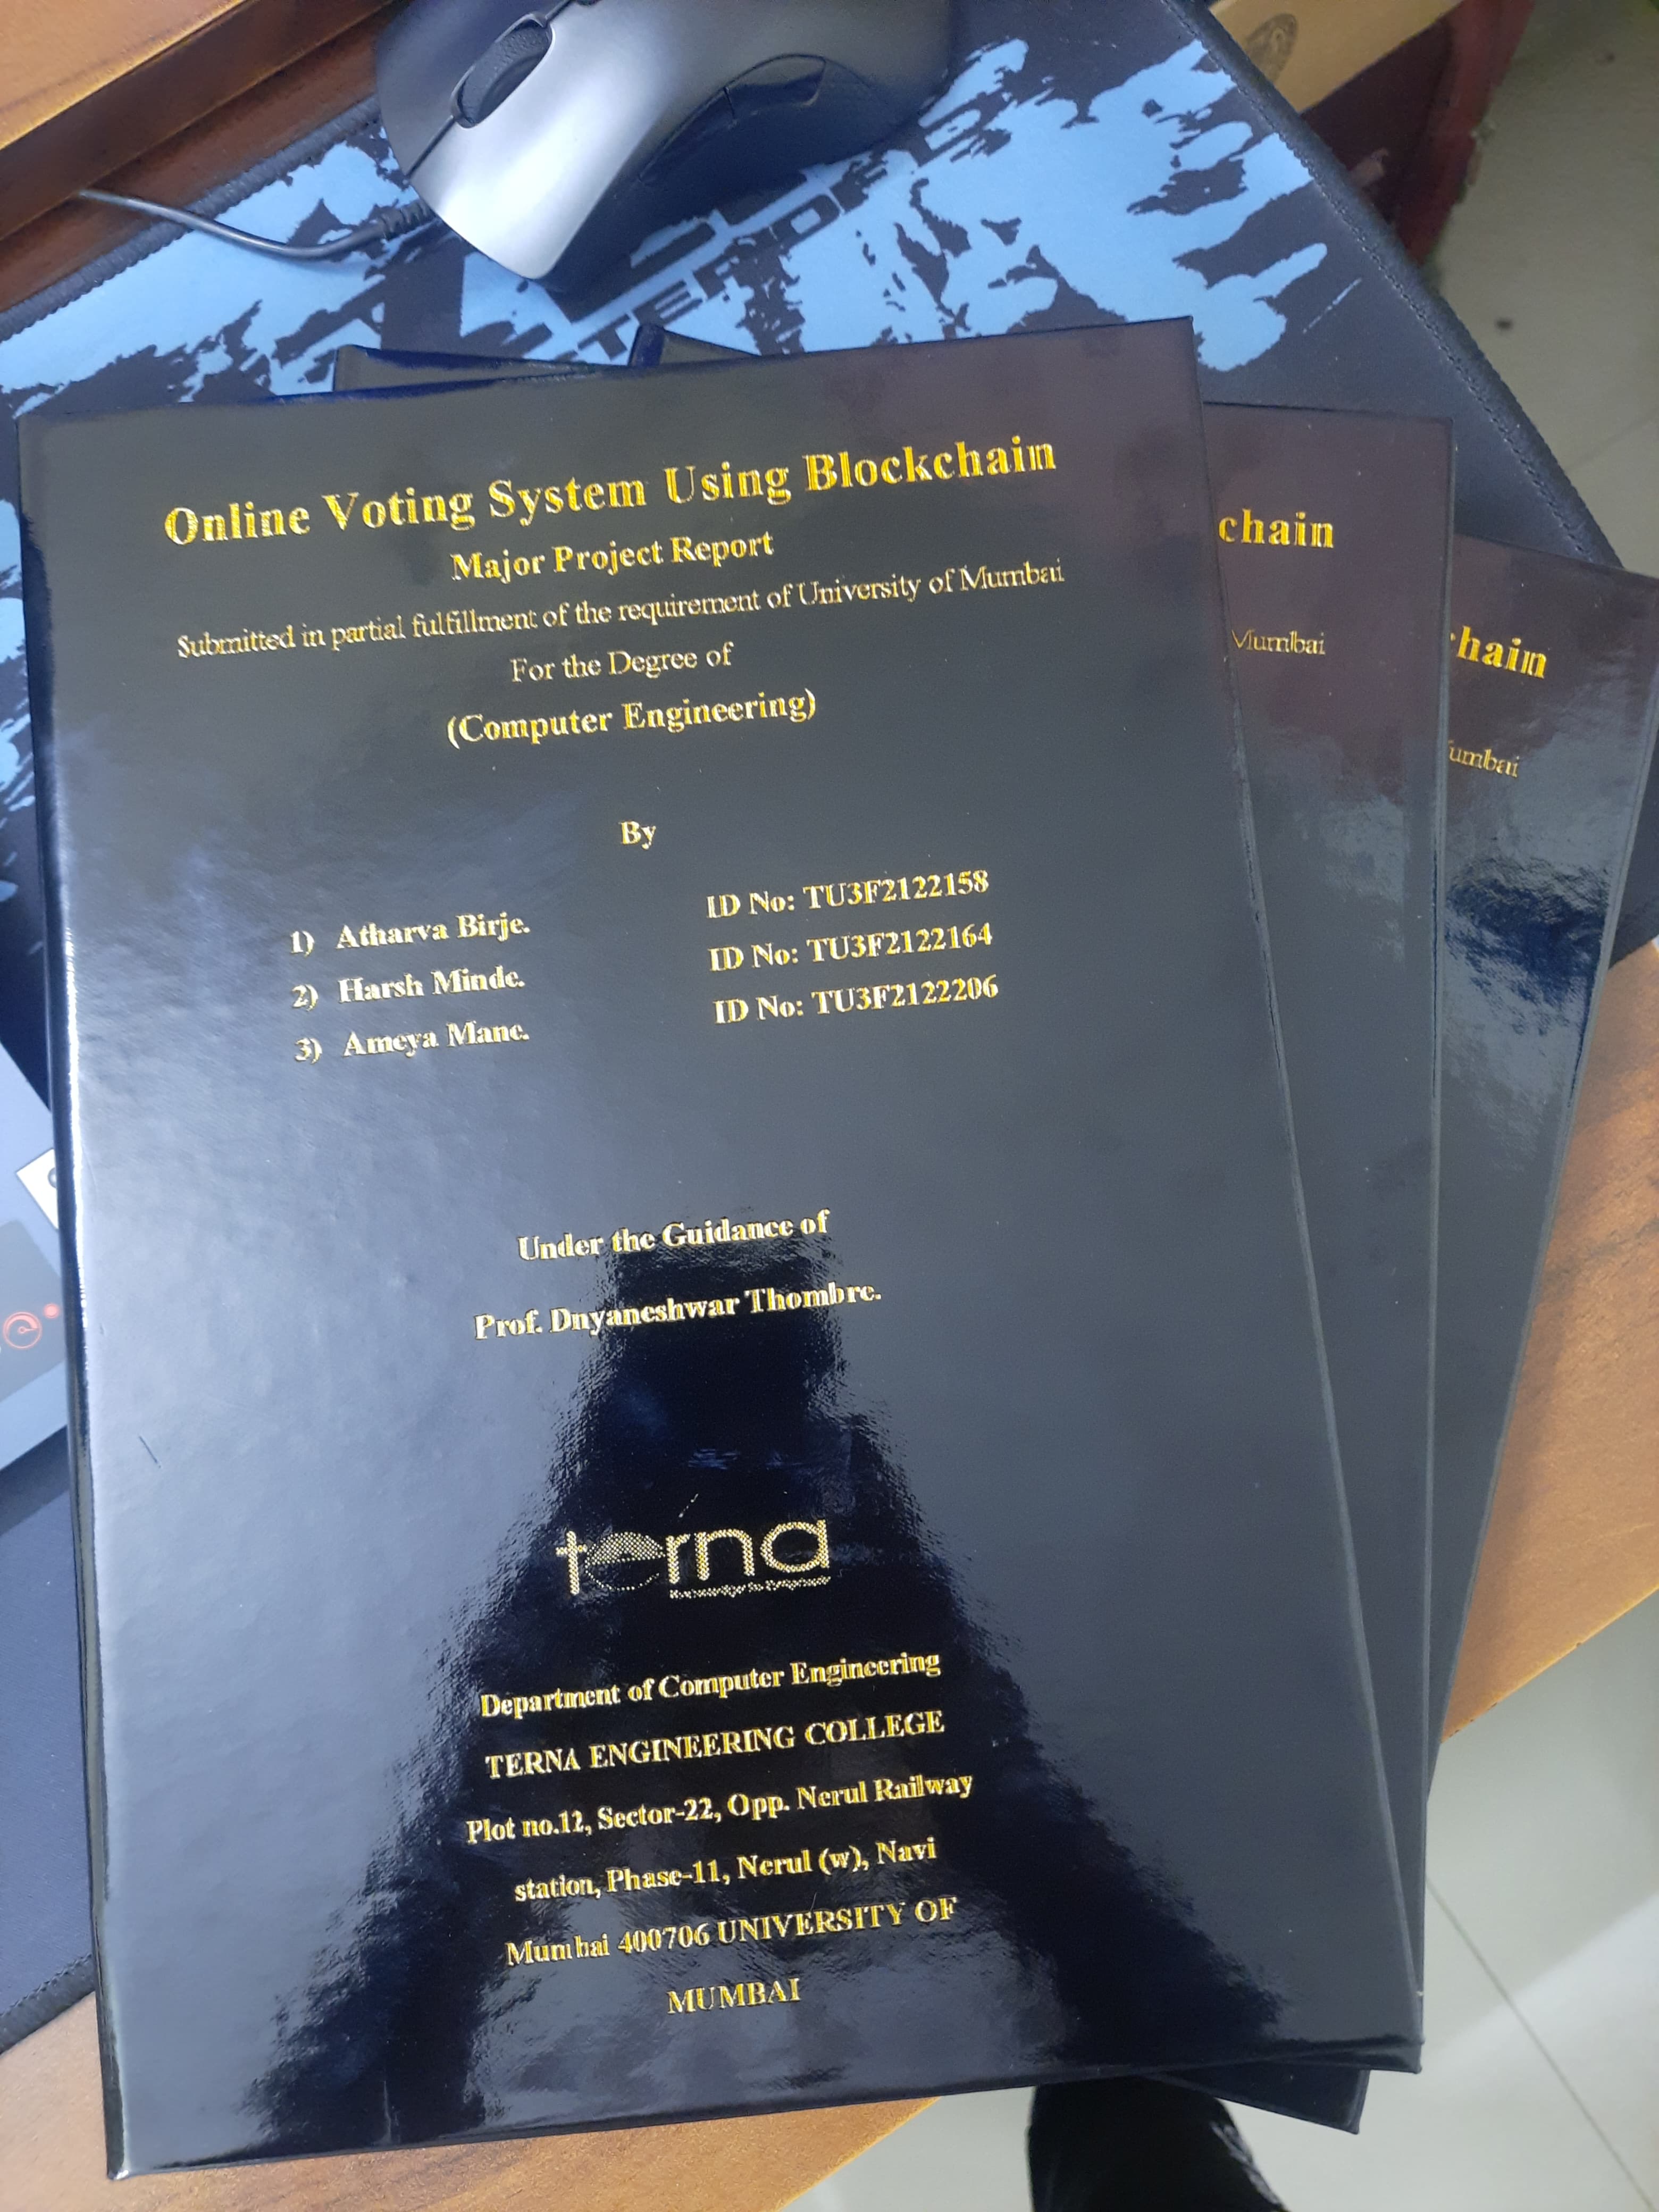 Online Voting System Using Blockchain
Major Project Report
Submitted in partial fulfillment of the requirement of University of Mumbai
For the Degree of
(Computer Engineering)
By
1) Atharva Birje. ID No: TU3F2122158
2) Harsh Minde. ID No: TU3F2122164
3) Ameya Mane. ID No: TU3F2122206
Under the Guidance of
Prof. Dnyaneshwar Thombre.
terna
Department of Computer Engineering
TERNA ENGINEERING COLLEGE
Plot no.12, Sector-22, Opp. Nerul Railway
station, Phase-11, Nerul (w), Navi
Mumbai 400706 UNIVERSITY OF
MUMBAI
chain
Mumbai
hain
umbai